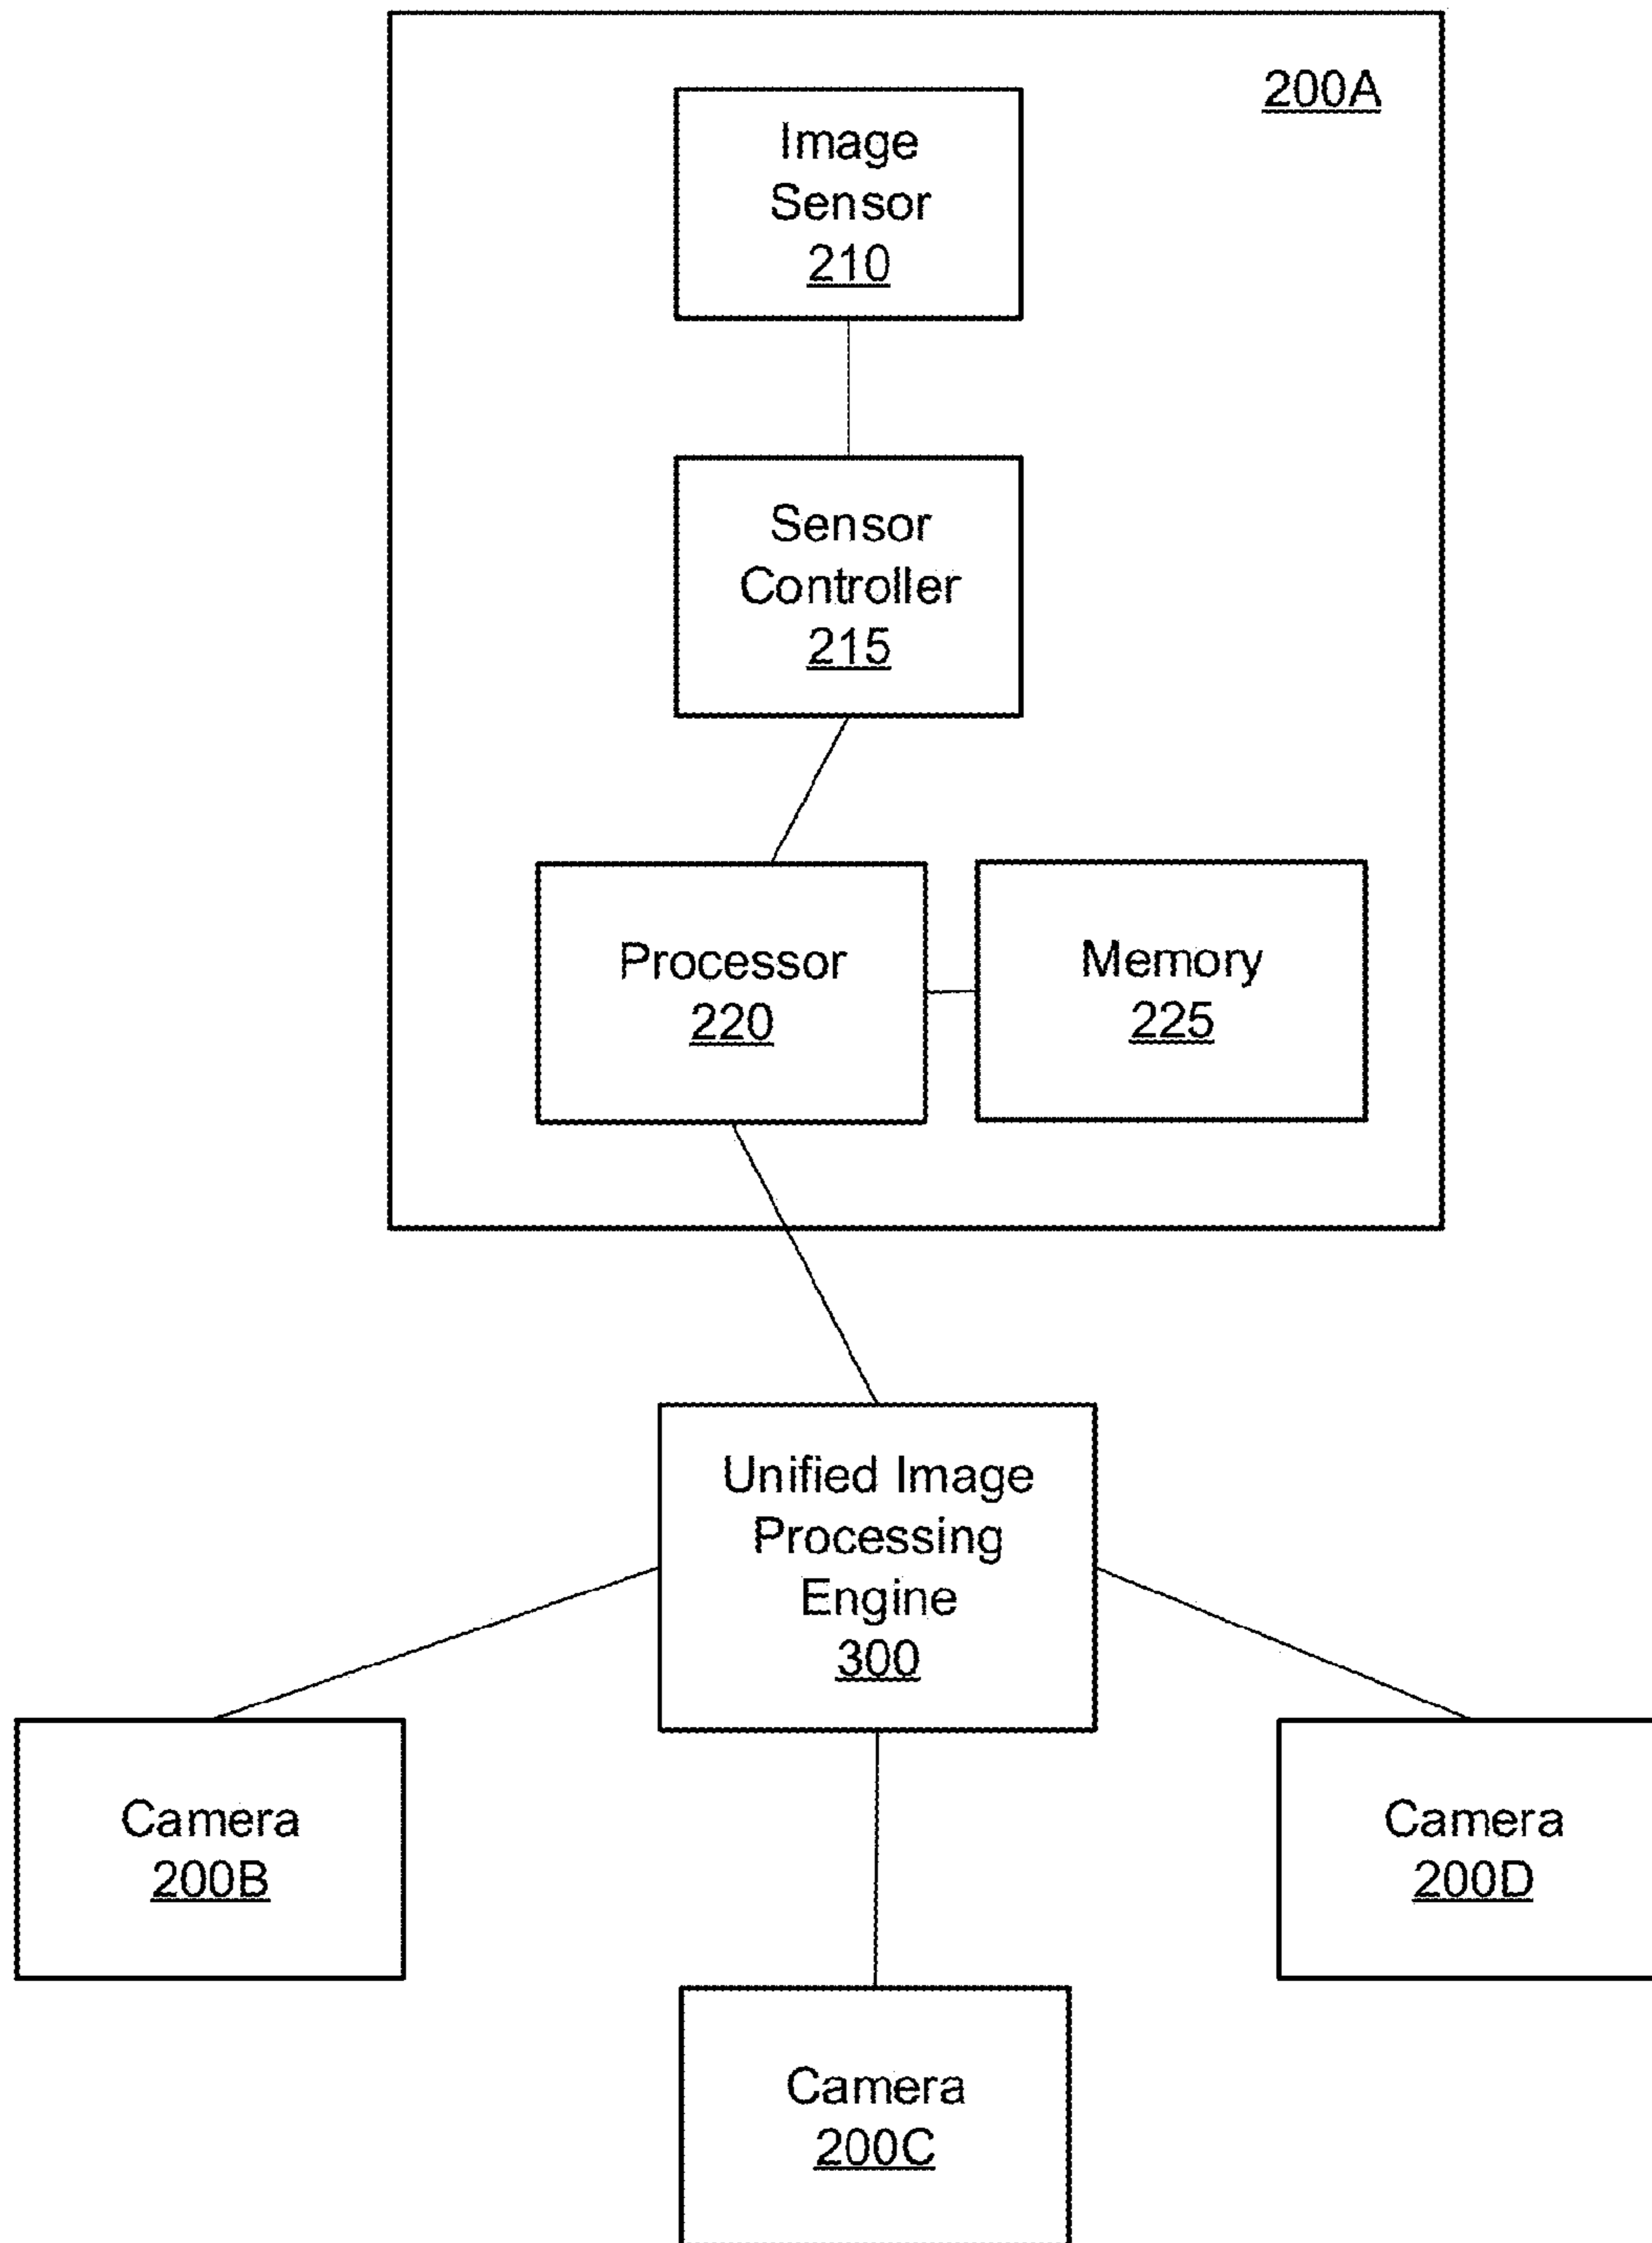 200A
Image
Sensor
210
Sensor
Controller
215
Processor
220
Memory
225
Unified Image
Processing
Engine
300
Camera
200B
Camera
200D
Camera
200C